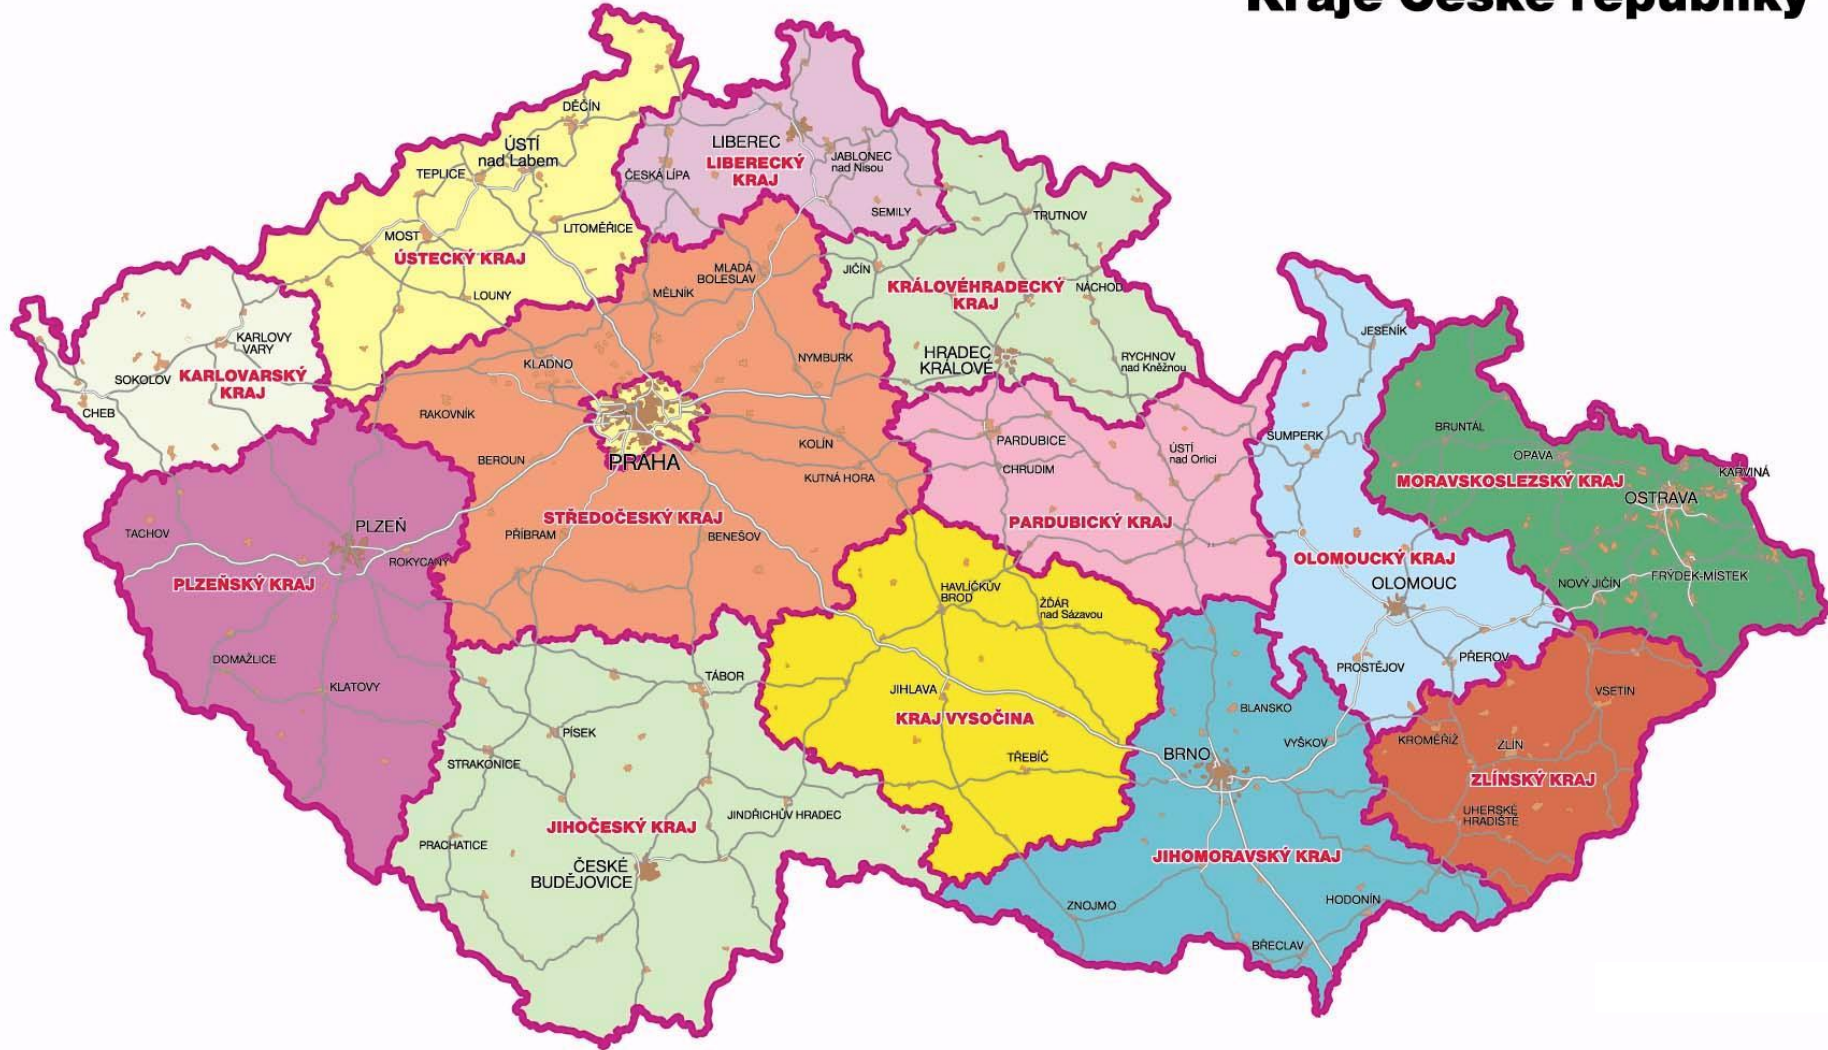 Kraje České republiky
DĚČÍN
ÚSTÍ
nad Labem
TEPLICE
LIBEREC
LIBERECKÝ
KRAJ
JABLONEC
nad Nisou
ČESKÁ LÍPA
SEMILY
LITOMĚŘICE
MOST
ÚSTECKÝ KRAJ
LOUNY
TRUTNOV
JIČÍN
KRÁLOVÉHRADECKÝ
KRAJ
NÁCHOD
MLADÁ
BOLESLAV
MĚLNÍK
KARLOVY
VARY
SOKOLOV
KARLOVARSKÝ
KRAJ
CHEB
KLADNO
NYMBURK
HRADEC
KRÁLOVÉ
RYCHNOV
nad Kněžnou
JESENÍK
RAKOVNÍK
BEROUN
PRAHA
KOLÍN
KUTNÁ HORA
PARDUBICE
CHRUDIM
ÚSTÍ
nad Orlicí
SUMPERK
BRUNTÁL
OPAVA
KARVINÁ
MORAVSKOSLEZSKÝ KRAJ
OSTRAVA
STŘEDOČESKÝ KRAJ
PŘÍBRAM
BENEŠOV
PARDUBICKÝ KRAJ
TACHOV
PLZEŇ
ROKYCANY
PLZEŇSKÝ KRAJ
OLOMOUCKÝ KRAJ
OLOMOUC
NOVÝ JIČÍN
FRÝDEK-MÍSTEK
HAVLÍČKŮV
BROD
ŽĎÁR
nad Sázavou
DOMAŽLICE
KLATOVY
TÁBOR
JIHLAVA
KRAJ VYSOČINA
PROSTĚJOV
PŘEROV
VSETIN
BLANSKO
PÍSEK
STRAKONICE
TŘEBÍČ
BRNO
VYŠKOV
KROMĚŘÍŽ
ZLÍN
ZLÍNSKÝ KRAJ
JIHOČESKÝ KRAJ
JINDŘICHŮV HRADEC
UHERSKÉ
HRADIŠTĚ
PRACHATICE
ČESKÉ
BUDĚJOVICE
JIHOMORAVSKÝ KRAJ
ZNOJMO
HODONÍN
BŘECLAV